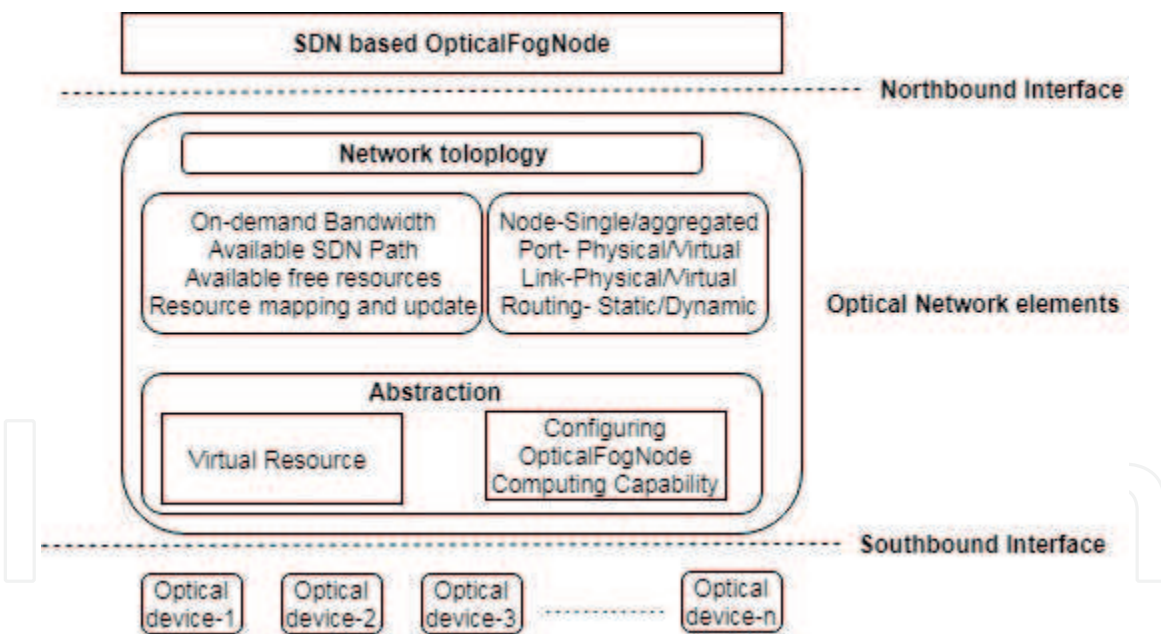 SDN based OpticalFogNode
Northbound Interface
Network toloplogy
On-demand Bandwidth
Available SDN Path
Available free resources
Resource mapping and update
Node-Single/aggregated
Port- Physical/Virtual
Link-Physical/Virtual
Routing- Static/Dynamic
Optical Network elements
Abstraction
Virtual Resource
Configuring
OpticalFogNode
Computing Capability
Southbound Interface
Optical
device-1
Optical
device-2
Optical
device-3
Optical
device-n